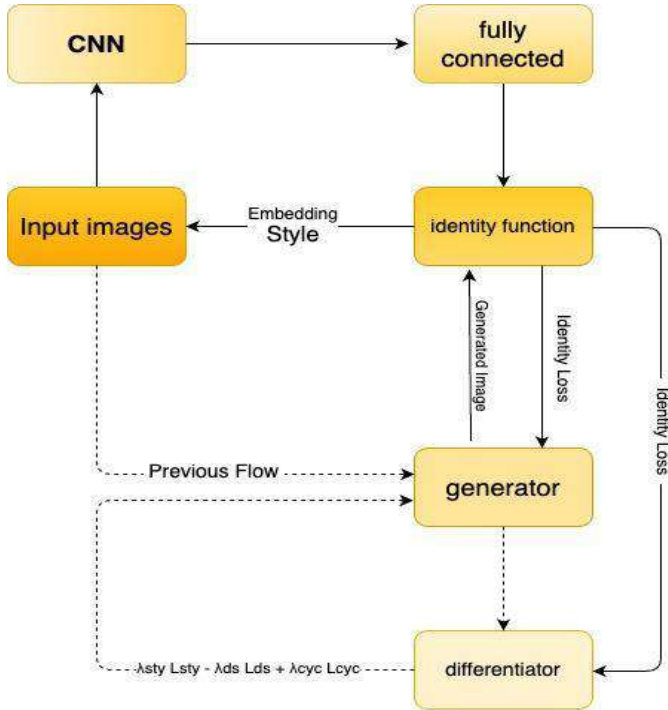 CNN
fully
connected
Input images
Embedding
Style
identity function
Generated Image
Identity Loss
Identity Loss
Previous Flow
generator
λsty Lsty - λds Lds + λcyc Lcyc
differentiator